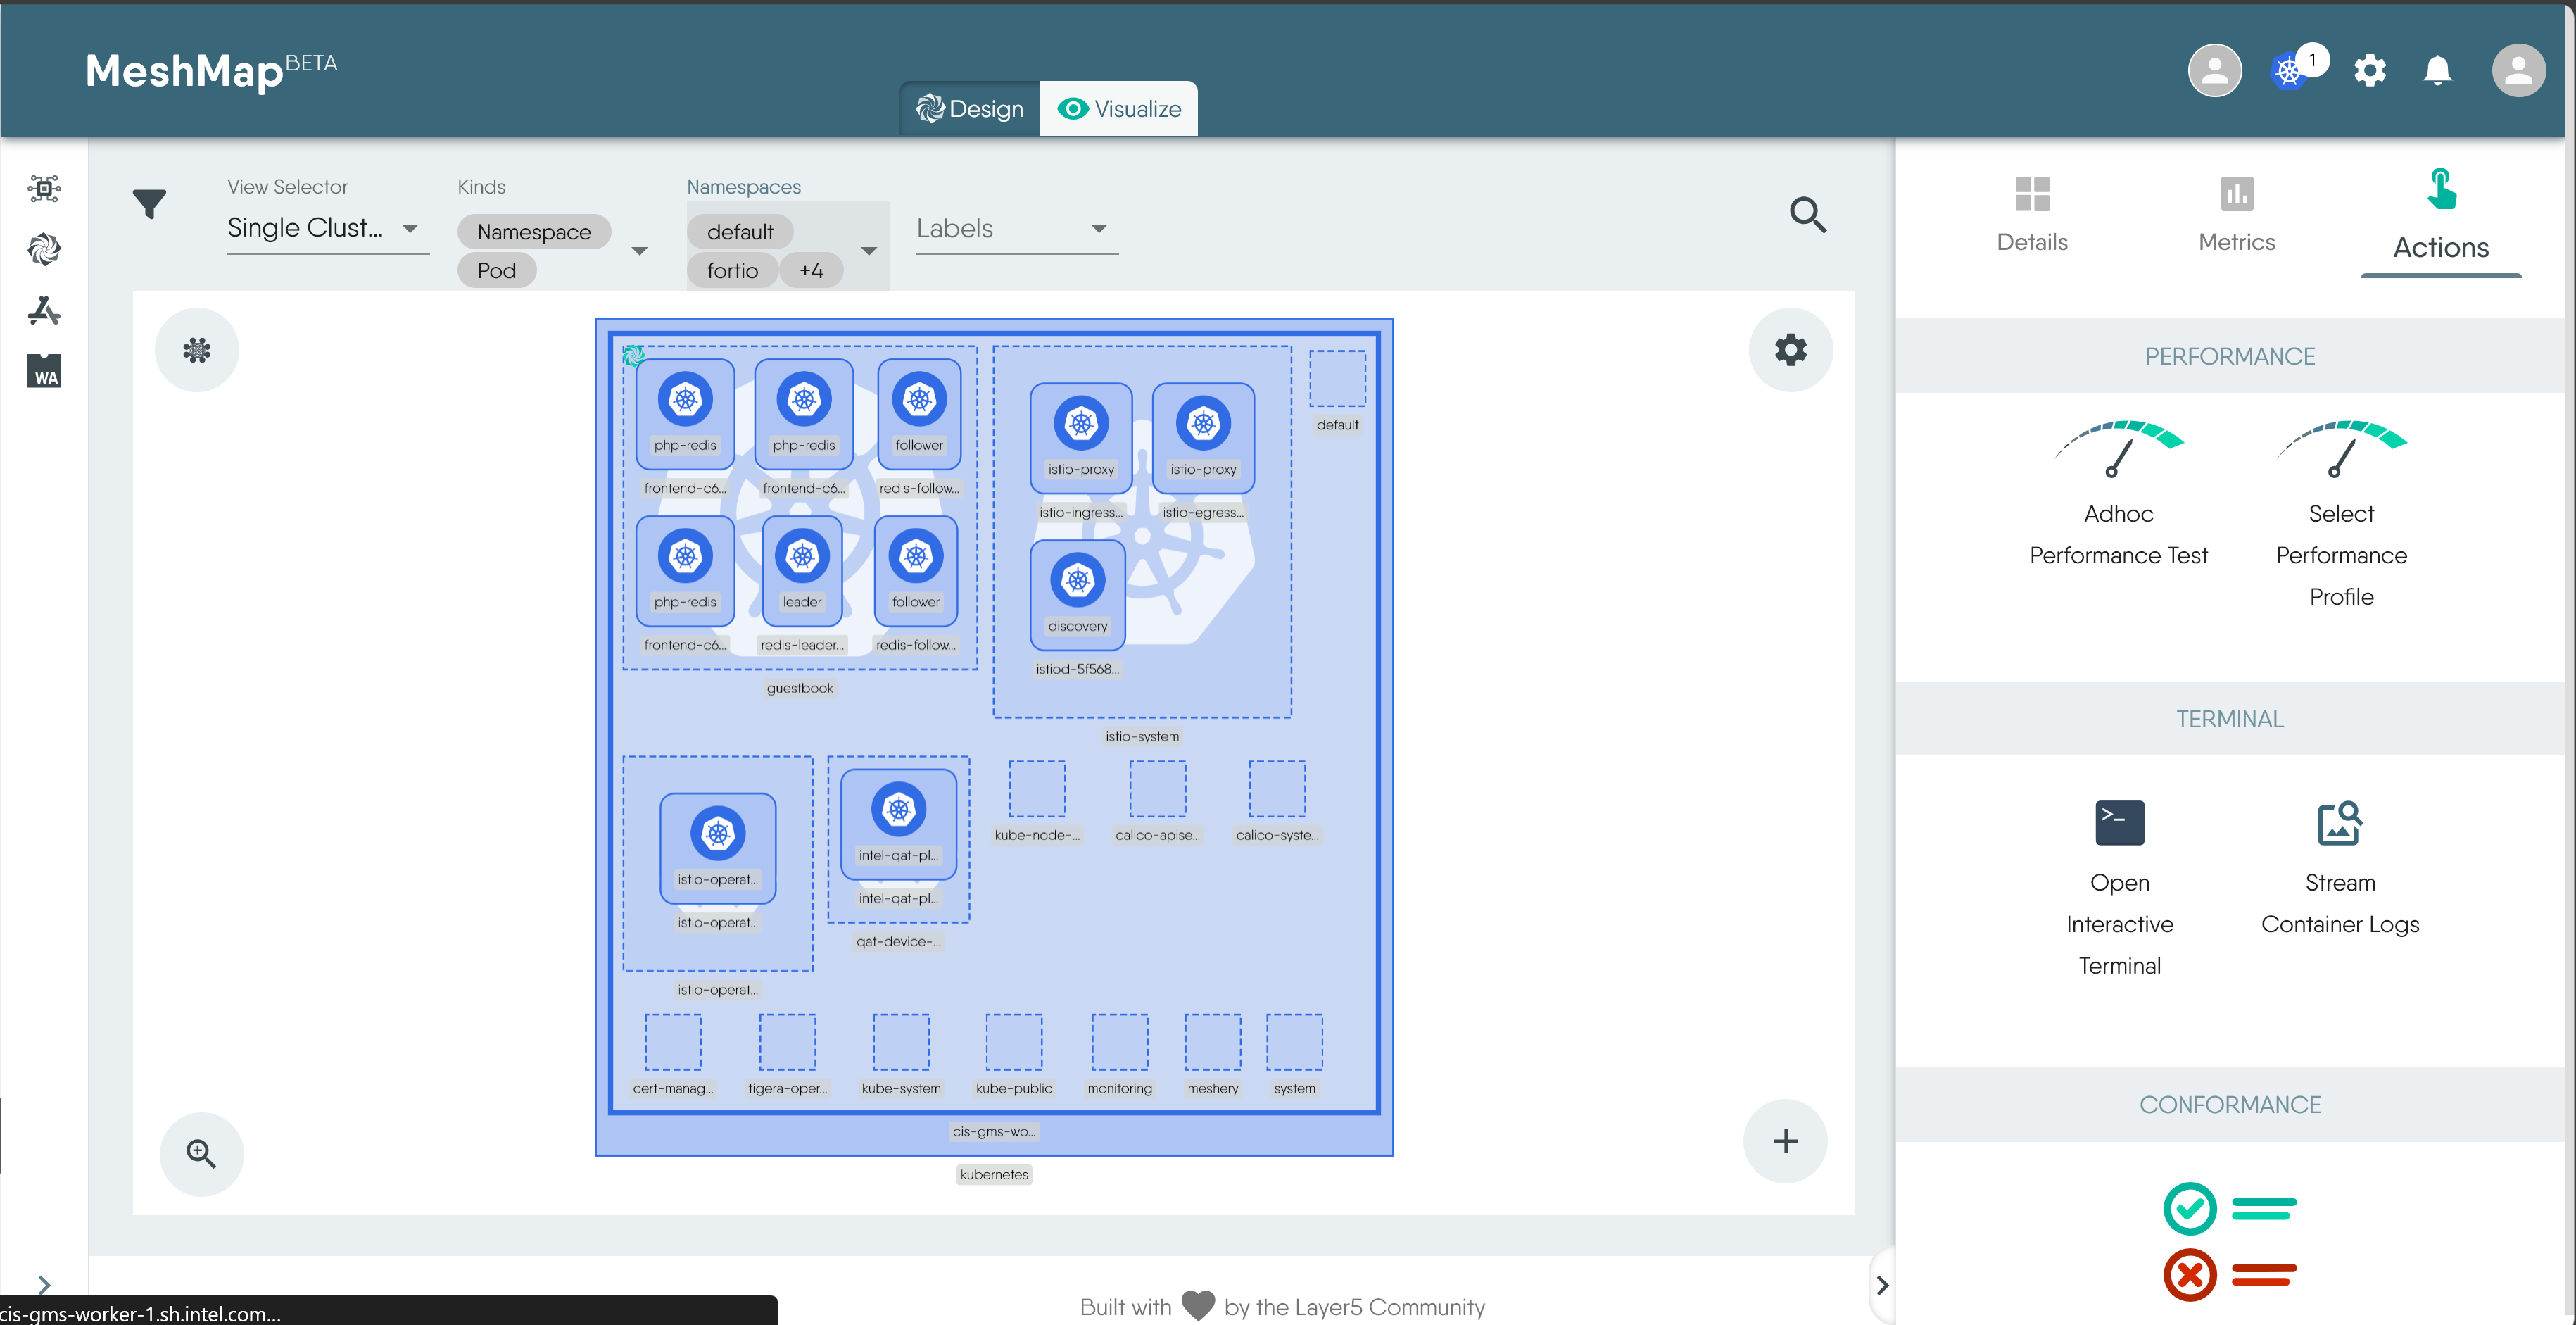 MeshMap BETA
Design
Visualize
1
View Selector
Single Clust...
Kinds
Namespace
Pod
Namespaces
default
fortio
+4
Labels
Details
Metrics
Actions
WA
php-redis
php-redis
follower
frontend-c6...
frontend-c6...
redis-follow...
php-redis
leader
follower
frontend-c6...
redis-leader...
redis-follow...
guestbook
istio-proxy
istio-proxy
istio-ingress...
istio-egress...
discovery
istiod-5f568...
istio-system
default
istio-operat...
istio-operat...
istio-operat...
intel-qat-pl...
intel-qat-pl...
qat-device-...
kube-node-...
calico-apise...
calico-syste...
cert-manag...
tigera-oper...
kube-system
kube-public
monitoring
meshery
system
cis-gms-wo...
kubernetes
PERFORMANCE
Adhoc
Performance Test
Select
Performance
Profile
TERMINAL
>_
Open
Interactive
Terminal
Stream
Container Logs
CONFORMANCE
Built with
by the Layer5 Community
cis-gms-worker-1.sh.intel.com...